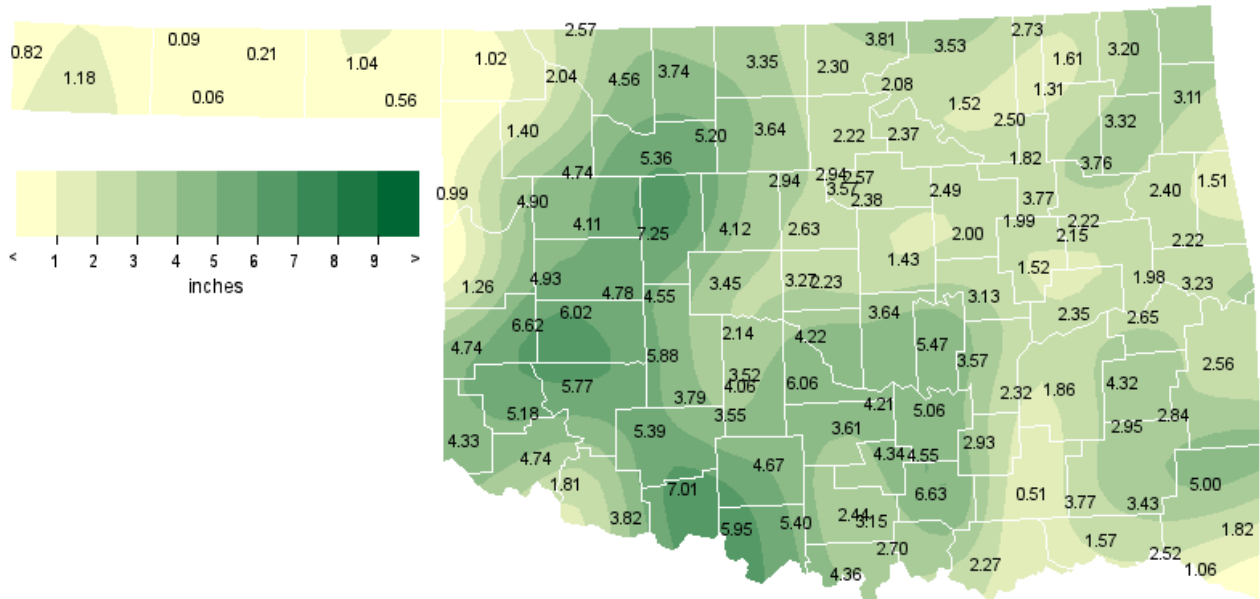 2.57 3.81 3.53 2.73
0.82 0.09 0.21 1.04 1.02 3.35 2.30 1.61 3.20
1.18 0.06 0.56 2.04 4.56 3.74 2.08 1.52 1.31 3.11
1.40 5.20 3.64 2.22 2.37 2.50 3.32
4.74 5.36 1.82 3.76
0.99 4.90 2.94 2.94 2.57 3.57 2.38 2.49 3.77 2.40 1.51
4.11 7.25 4.12 2.63 2.00 1.99 2.22 2.15 2.22
< 1 2 3 4 5 6 7 8 9 >
inches
1.26 4.93 4.78 4.55 3.45 3.27 2.23 1.43 3.13 1.52 1.98 3.23
6.62 6.02 2.14 4.22 3.64 2.35 2.65
4.74 5.88 5.47 3.57 2.56
5.77 3.52 4.06 6.06 2.32 1.86 4.32
5.18 3.79 3.55 4.21 5.06 2.84
4.33 5.39 3.61 2.93 2.95
4.74 4.67 4.34 4.55
1.81 7.01 6.63 0.51 3.77 3.43 5.00
3.82 5.95 5.40 2.44 3.15 1.57 1.82
4.36 2.70 2.27 2.52 1.06